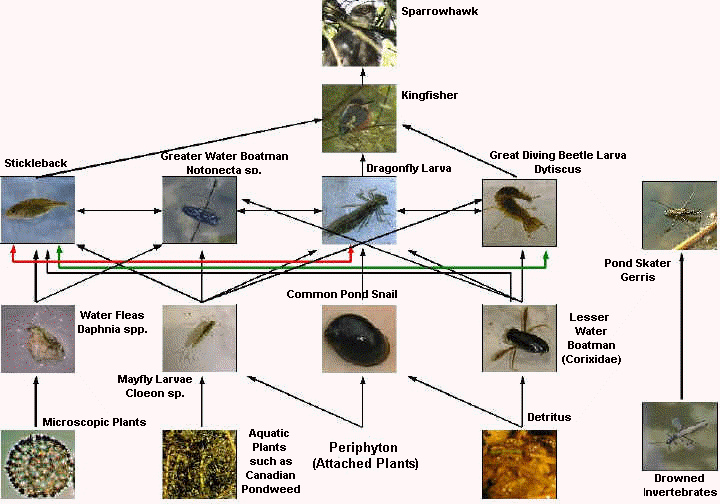 Sparrowhawk
Kingfisher
Stickleback
Greater Water Boatman
Notonecta sp.
Dragonfly Larva
Great Diving Beetle Larva
Dytiscus
Pond Skater
Gerris
Water Fleas
Daphnia spp.
Common Pond Snail
Lesser
Water
Boatman
(Corixidae)
Mayfly Larvae
Cloeon sp.
Microscopic Plants
Aquatic
Plants
such as
Canadian
Pondweed
Periphyton
(Attached Plants)
Detritus
Drowned
Invertebrates